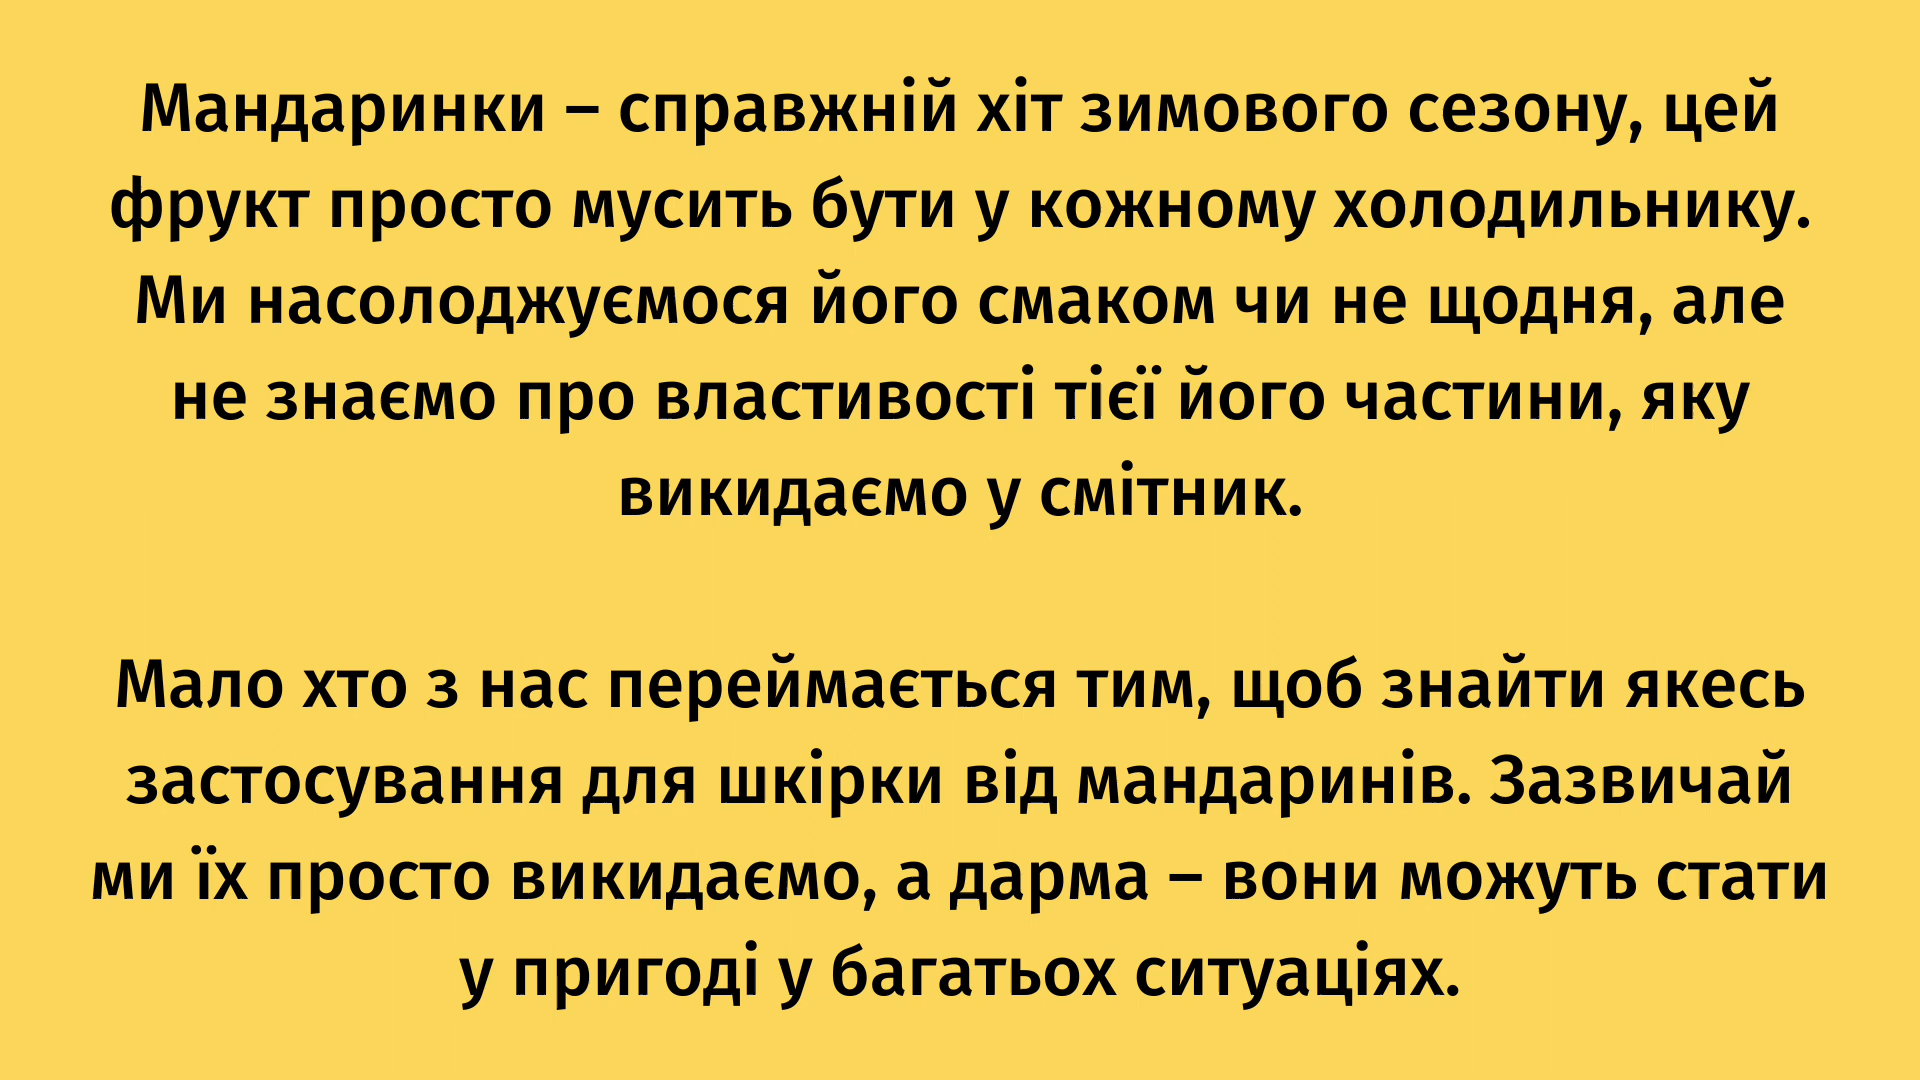 Мандаринки – справжній хіт зимового сезону, цей
фрукт просто мусить бути у кожному холодильнику.
Ми насолоджуємося його смаком чи не щодня, але
не знаємо про властивості тієї його частини, яку
викидаємо у смітник.
Мало хто з нас переймається тим, щоб знайти якесь
застосування для шкірки від мандаринів. Зазвичай
ми їх просто викидаємо, а дарма – вони можуть стати
у пригоді у багатьох ситуаціях.